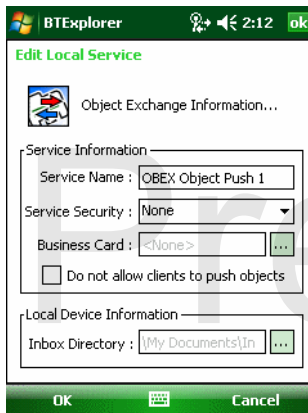 BTExplorer 2:12 ok
Edit Local Service
Object Exchange Information...
Service Information
Service Name : OBEX Object Push 1
Service Security : None
Business Card : <None> ...
Do not allow clients to push objects
Local Device Information
Inbox Directory : \My Documents\In ...
OK Cancel
Pre